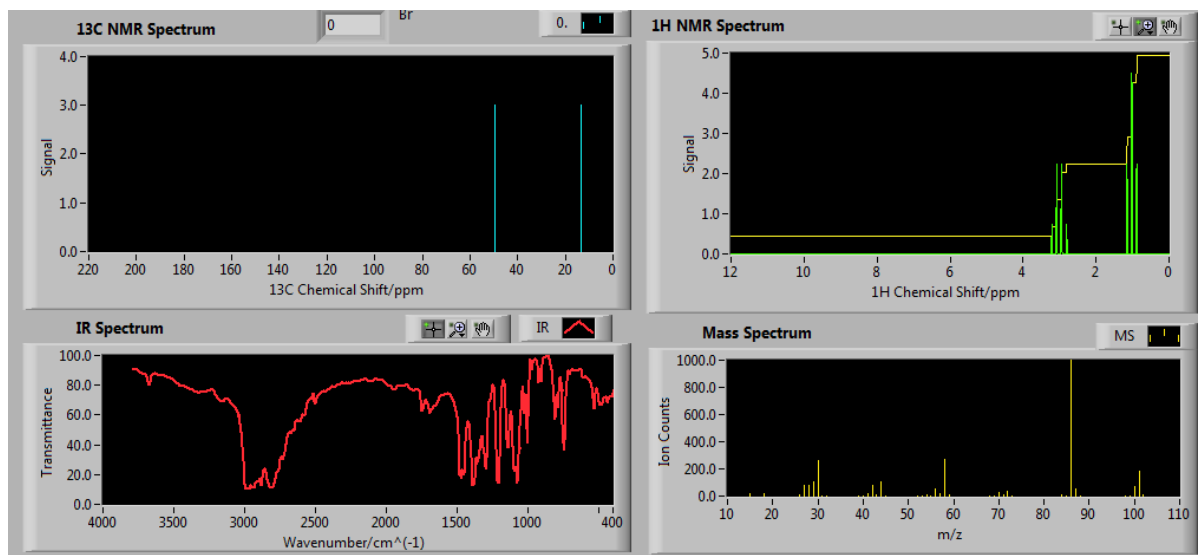 13C NMR Spectrum
0
Br
0.
4.0
3.0
2.0
1.0
0.0
Signal
220 200 180 160 140 120 100 80 60 40 20 0
13C Chemical Shift/ppm
1H NMR Spectrum
5.0
4.0
3.0
2.0
1.0
0.0
Signal
12 10 8 6 4 2 0
1H Chemical Shift/ppm
IR Spectrum
IR
100.0
80.0
60.0
40.0
20.0
0.0
Transmittance
4000 3500 3000 2500 2000 1500 1000 400
Wavenumber/cm^(-1)
Mass Spectrum
MS
1000.0
800.0
600.0
400.0
200.0
0.0
Ion Counts
10 20 30 40 50 60 70 80 90 100 110
m/z